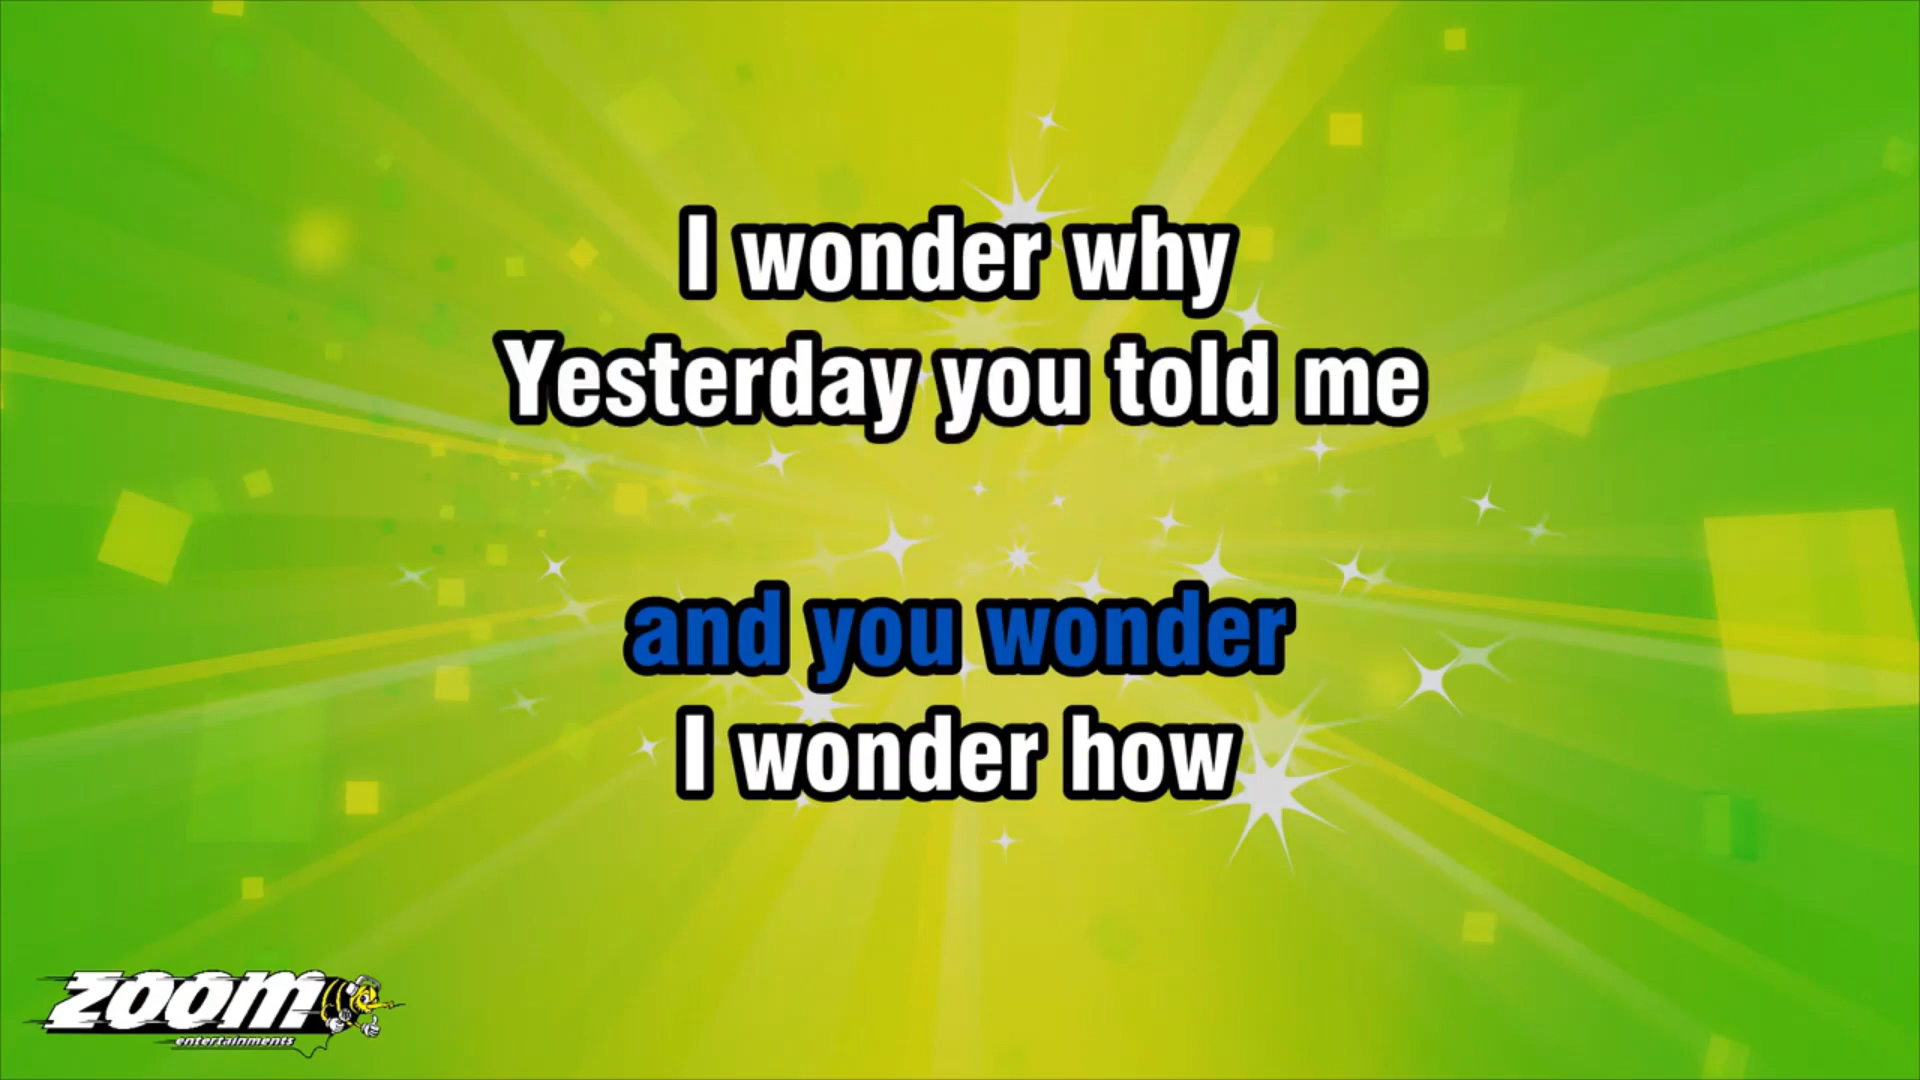 I wonder why
Yesterday you told me
and you wonder
I wonder how
zoom
entertainments